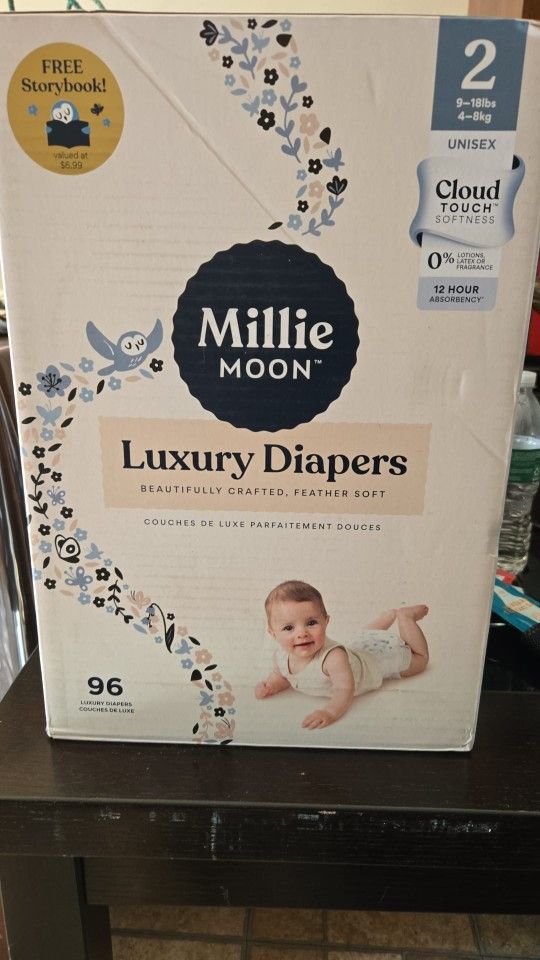 FREE
Storybook!
valued at
$6.99
2
9–18lbs
4–8kg
UNISEX
Cloud
TOUCH™
SOFTNESS
0% LOTIONS,
LATEX OR
FRAGRANCE
12 HOUR
ABSORBENCY*
Millie
MOON™
Luxury Diapers
BEAUTIFULLY CRAFTED, FEATHER SOFT
COUCHES DE LUXE PARFAITEMENT DOUCES
96
LUXURY DIAPERS
COUCHES DE LUXE